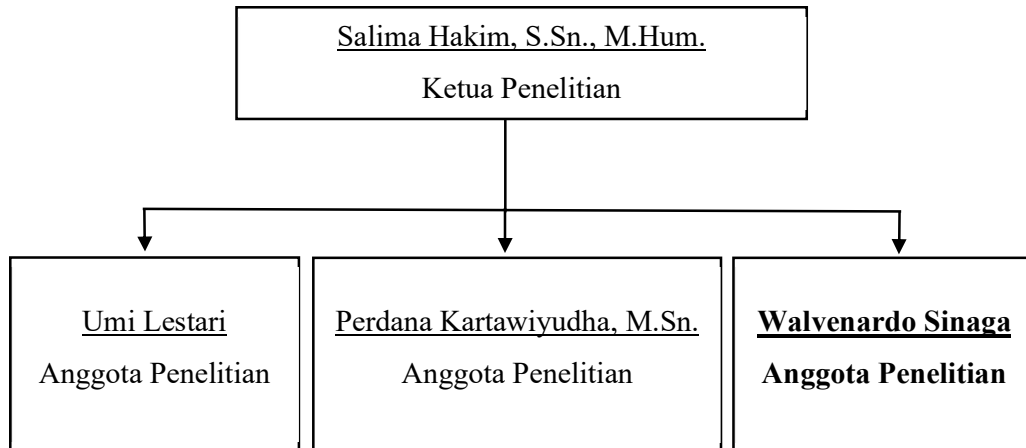 Salima Hakim, S.Sn., M.Hum.
Ketua Penelitian
Umi Lestari
Anggota Penelitian
Perdana Kartawiyudha, M.Sn.
Anggota Penelitian
Walvenardo Sinaga
Anggota Penelitian